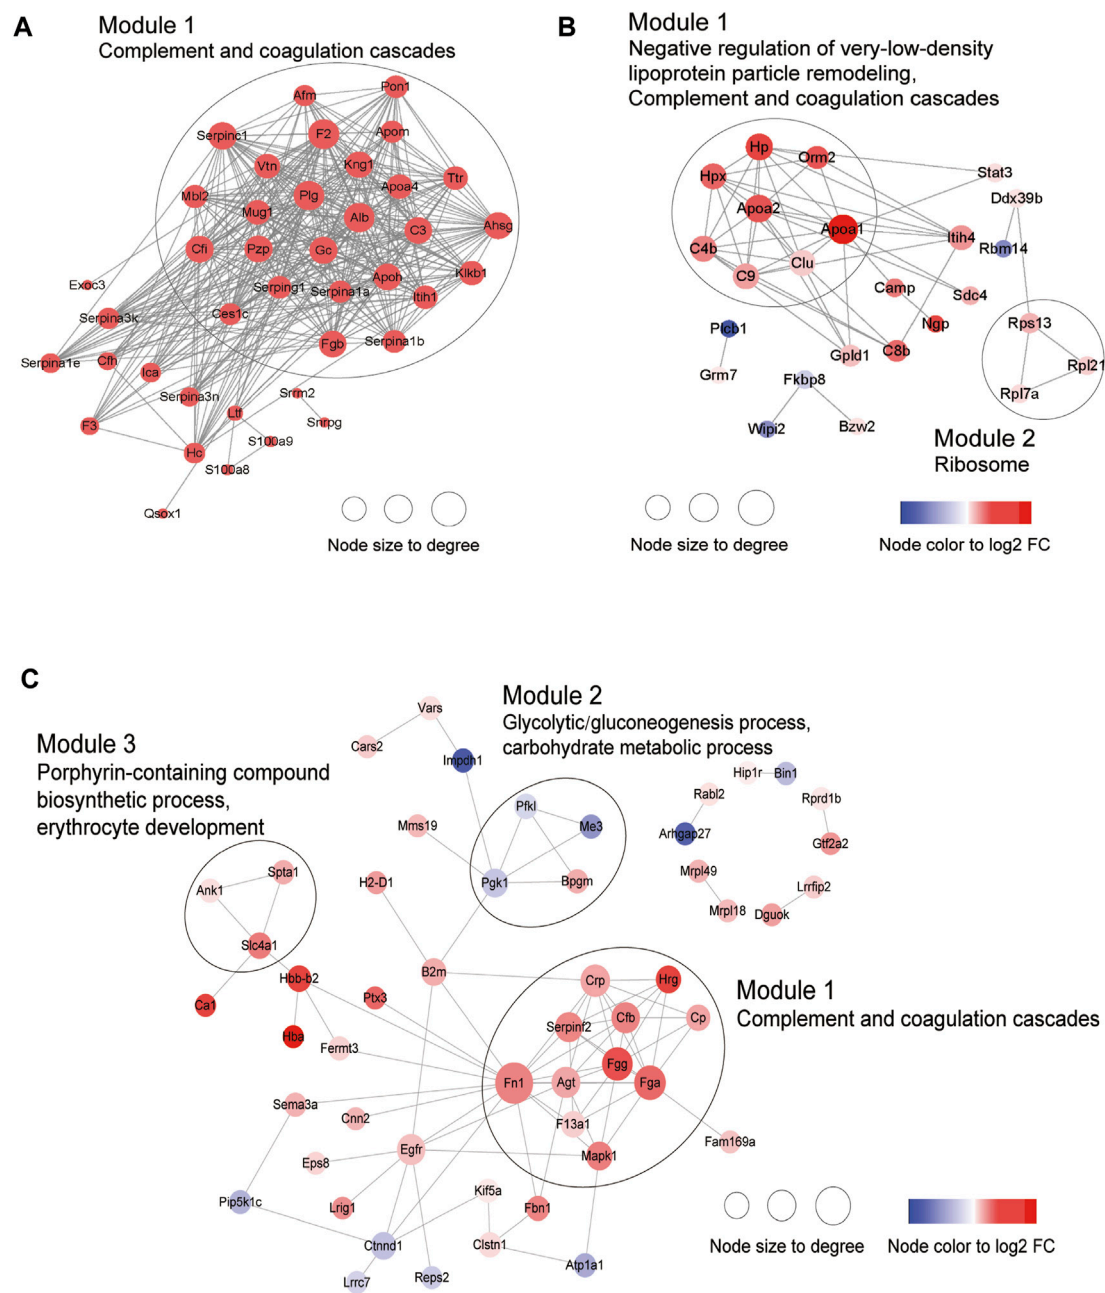 A
Module 1
Complement and coagulation cascades
Afm
Pon1
Serpinc1
F2
Apom
Vtn
Kng1
Ttr
Mbl2
Plg
Apoa4
Mug1
Alb
C3
Ahsg
Cfi
Pzp
Gc
Exoc3
Serping1
Serpina1a
Apoh
Klkb1
Itih1
Serpina3k
Ces1c
Serpina1e
Cfh
Ica
Fgb
Serpina1b
Serpina3n
Srrm2
F3
Ltf
Snrpg
Hc
S100a9
S100a8
Qsox1
Node size to degree
B
Module 1
Negative regulation of very-low-density
lipoprotein particle remodeling,
Complement and coagulation cascades
Hp
Orm2
Hpx
Stat3
Ddx39b
Apoa2
Apoa1
Itih4
Rbm14
C4b
C9
Clu
Camp
Sdc4
Plcb1
Ngp
Rps13
Grm7
Gpld1
C8b
Rpl21
Fkbp8
Rpl7a
Wipi2
Bzw2
Module 2
Ribosome
Node size to degree
Node color to log2 FC
C
Module 3
Porphyrin-containing compound
biosynthetic process,
erythrocyte development
Module 2
Glycolytic/gluconeogenesis process,
carbohydrate metabolic process
Vars
Cars2
Impdh1
Hip1r
Bin1
Rabl2
Rprd1b
Pfkl
Mms19
Me3
Arhgap27
Gtf2a2
Ank1
Spta1
H2-D1
Pgk1
Bpgm
Mrpl49
Lrrfip2
Mrpl18
Dguok
Slc4a1
Hbb-b2
B2m
Crp
Hrg
Module 1
Complement and coagulation cascades
Ca1
Ptx3
Serpinf2
Cfb
Cp
Hba
Fermt3
Fgg
Fn1
Agt
Fga
Sema3a
Cnn2
F13a1
Fam169a
Egfr
Mapk1
Eps8
Pip5k1c
Lrig1
Kif5a
Fbn1
Ctnnd1
Clstn1
Atp1a1
Lrrc7
Reps2
Node size to degree
Node color to log2 FC